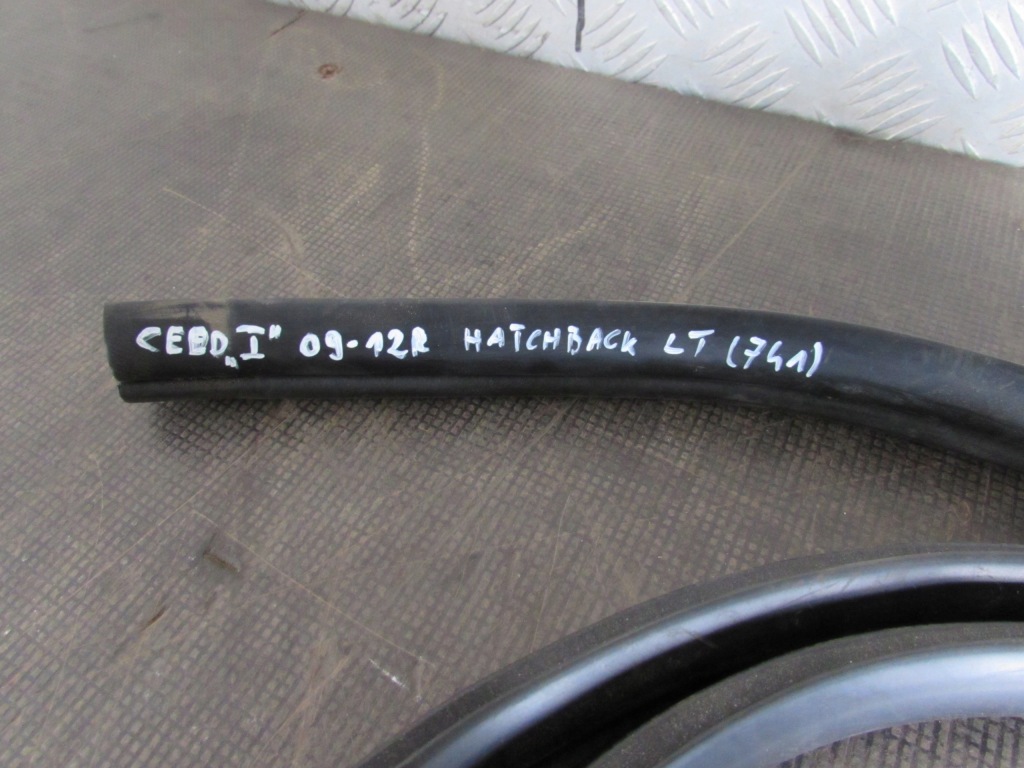 CEED „I" 09-12R HATCHBACK LT (741)